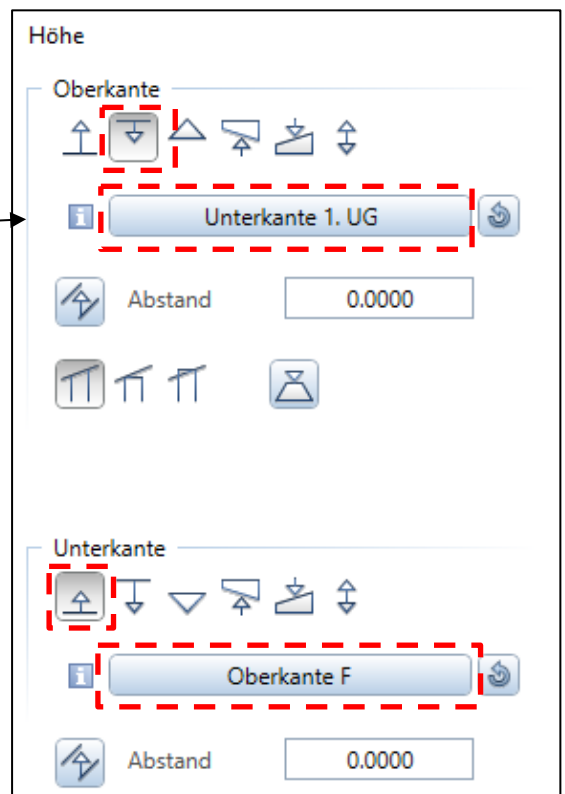 Höhe
Oberkante
Unterkante 1. UG
Abstand 0.0000
Unterkante
Oberkante F
Abstand 0.0000